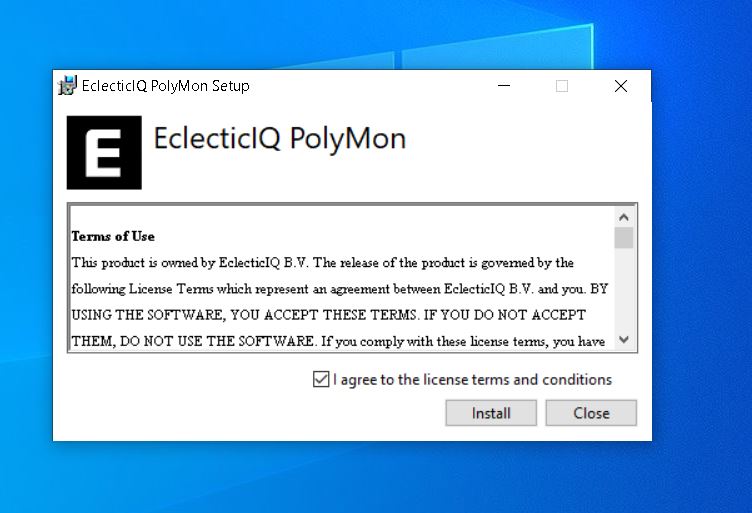 EclecticIQ PolyMon Setup
E
EclecticIQ PolyMon
Terms of Use
This product is owned by EclecticIQ B.V. The release of the product is governed by the
following License Terms which represent an agreement between EclecticIQ B.V. and you. BY
USING THE SOFTWARE, YOU ACCEPT THESE TERMS. IF YOU DO NOT ACCEPT
THEM, DO NOT USE THE SOFTWARE. If you comply with these license terms, you have
I agree to the license terms and conditions
Install Close